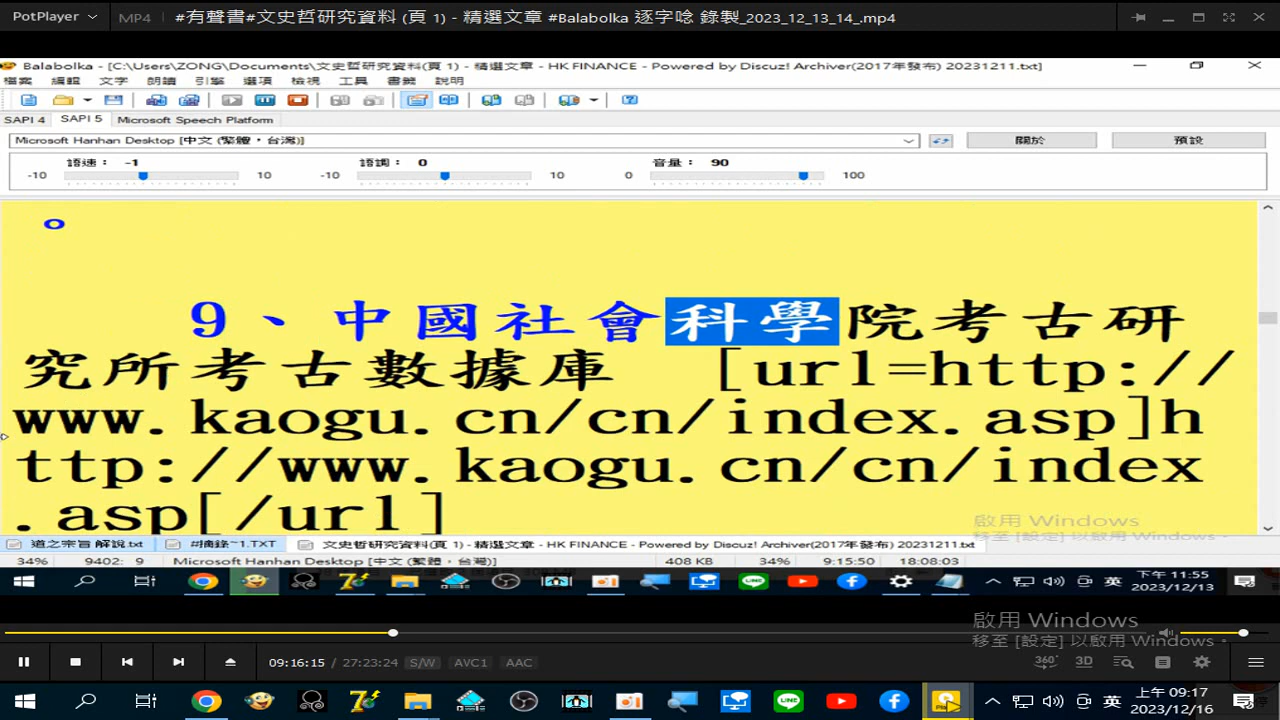 PotPlayer
MP4
#有聲書#文史哲研究資料 (頁 1) - 精選文章 #Balabolka 逐字唸 錄製_2023_12_13_14_.mp4
Balabolka - [C:\Users\ZONG\Documents\文史哲研究資料(頁 1) - 精選文章 - HK FINANCE - Powered by Discuz! Archiver(2017年發布) 20231211.txt]
檔案 編輯 文字 朗讀 引擎 選項 檢視 工具 書籤 說明
SAPI 4 SAPI 5 Microsoft Speech Platform
Microsoft Hanhan Desktop [中文 (繁體，台灣)]
關於
預設
語速： -1 語調： 0 音量： 90
-10 10 -10 10 0 100
。
9、中國社會科學院考古研
究所考古數據庫 [url=http://
www.kaogu.cn/cn/index.asp]h
ttp://www.kaogu.cn/cn/index
.asp[/url]
啟用 Windows
移至 [設定] 以啟用 Windows。
道之宗旨 解說.txt #摘錄~1.TXT 文史哲研究資料(頁 1) - 精選文章 - HK FINANCE - Powered by Discuz! Archiver(2017年發布) 20231211.txt
34% 9402: 9 Microsoft Hanhan Desktop [中文 (繁體，台灣)] 408 KB 34% 9:15:50 18:08:03
英
下午 11:55
2023/12/13
啟用 Windows
移至 [設定] 以啟用 Windows。
09:16:15 / 27:23:24 S/W AVC1 AAC
360° 3D
英
上午 09:17
2023/12/16